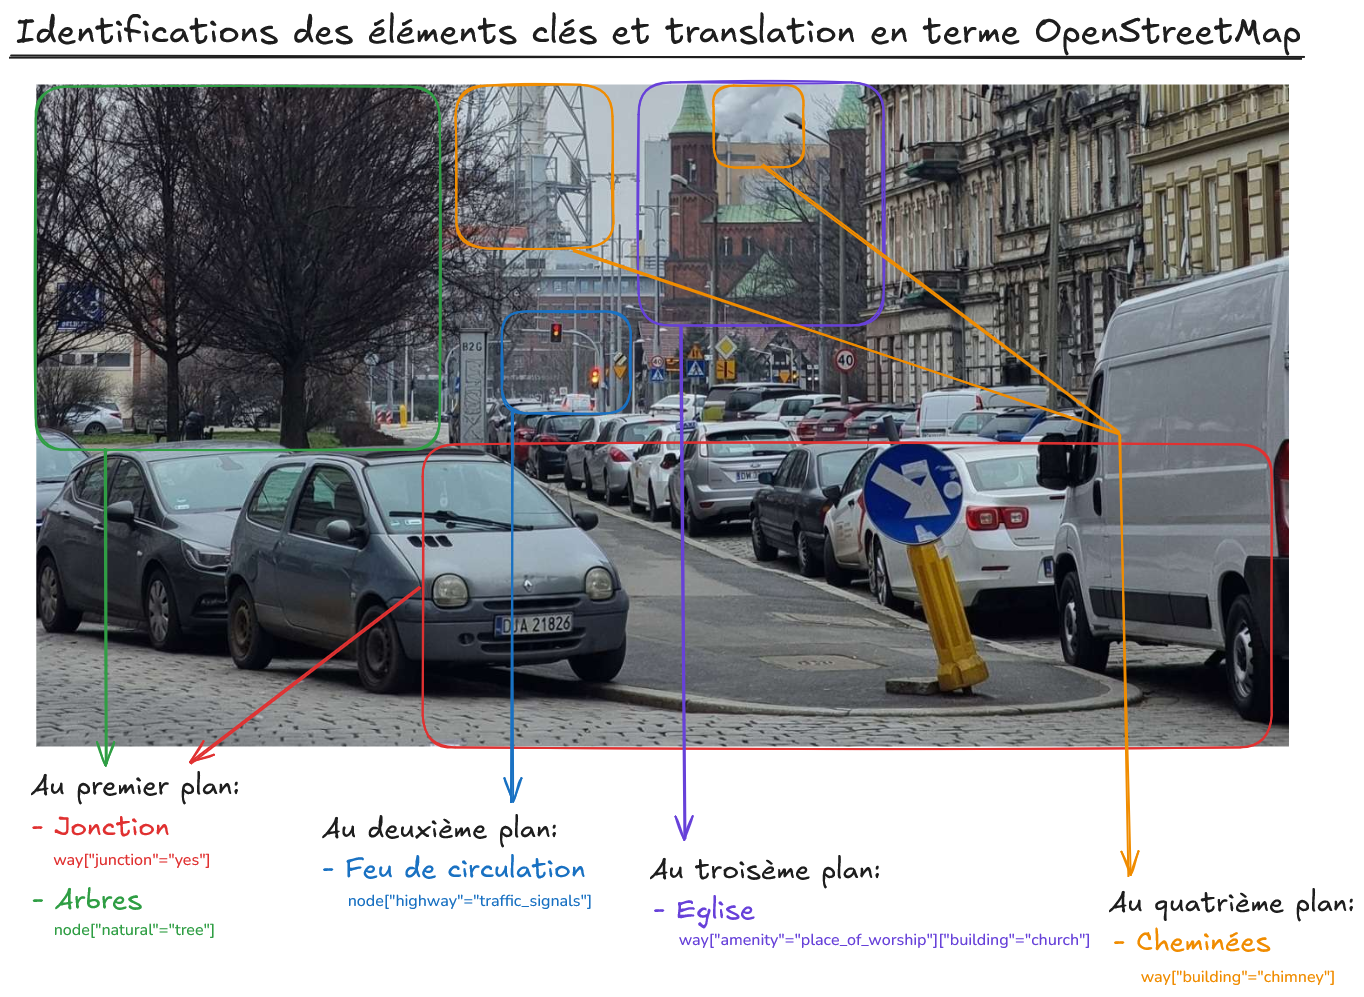 Identifications des éléments clés et translation en terme OpenStreetMap
B2G
40
40
DW
DJA 21826
Au premier plan:
- Jonction
way["junction"="yes"]
- Arbres
node["natural"="tree"]
Au deuxième plan:
- Feu de circulation
node["highway"="traffic_signals"]
Au troisème plan:
- Eglise
way["amenity"="place_of_worship"]["building"="church"]
Au quatrième plan:
- Cheminées
way["building"="chimney"]